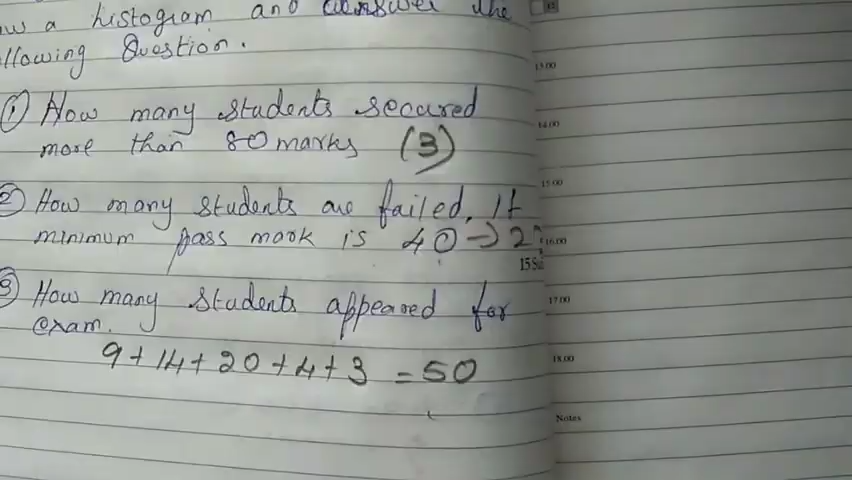 a histogram and answer the
llowing Question.
① How many students secured
more than 80 marks (3)
② How many students are failed, If
minimum pass mark is 40 → 2
③ How many students appeared for
exam.
9+14+20+4+3 = 50
13.00
14.00
15.00
16.00
17.00
18.00
Notes